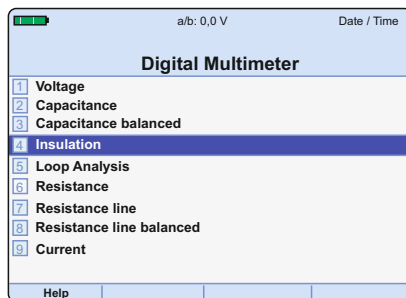 a/b: 0,0 V Date / Time
Digital Multimeter
1 Voltage
2 Capacitance
3 Capacitance balanced
4 Insulation
5 Loop Analysis
6 Resistance
7 Resistance line
8 Resistance line balanced
9 Current
Help